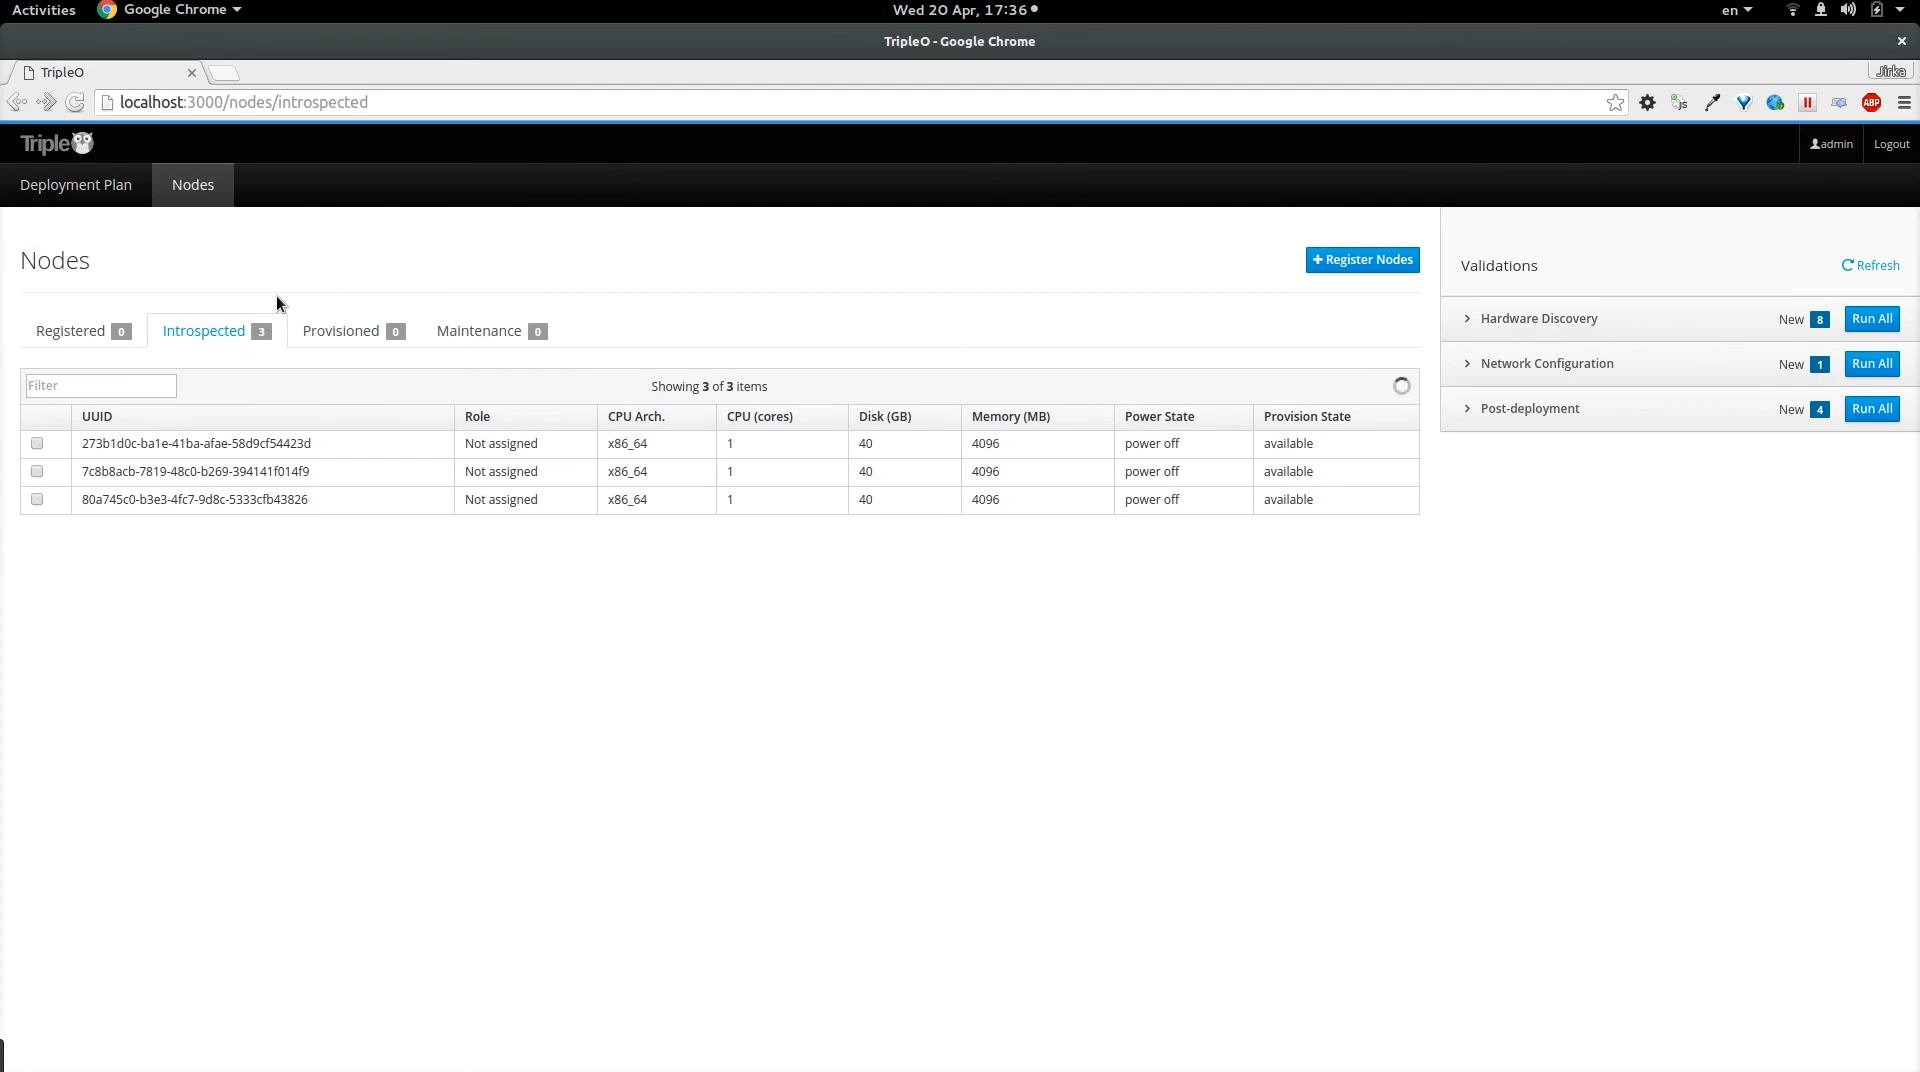 Activities Google Chrome Wed 20 Apr, 17:36 en
TripleO - Google Chrome
TripleO Jirka
localhost:3000/nodes/introspected JS ABP
Triple admin Logout
Deployment Plan Nodes
Nodes Register Nodes
Registered 0 Introspected 3 Provisioned 0 Maintenance 0
Filter Showing 3 of 3 items
UUID Role CPU Arch. CPU (cores) Disk (GB) Memory (MB) Power State Provision State
273b1d0c-ba1e-41ba-afae-58d9cf54423d Not assigned x86_64 1 40 4096 power off available
7c8b8acb-7819-48c0-b269-394141f014f9 Not assigned x86_64 1 40 4096 power off available
80a745c0-b3e3-4fc7-9d8c-5333cfb43826 Not assigned x86_64 1 40 4096 power off available
Validations Refresh
Hardware Discovery New 8 Run All
Network Configuration New 1 Run All
Post-deployment New 4 Run All